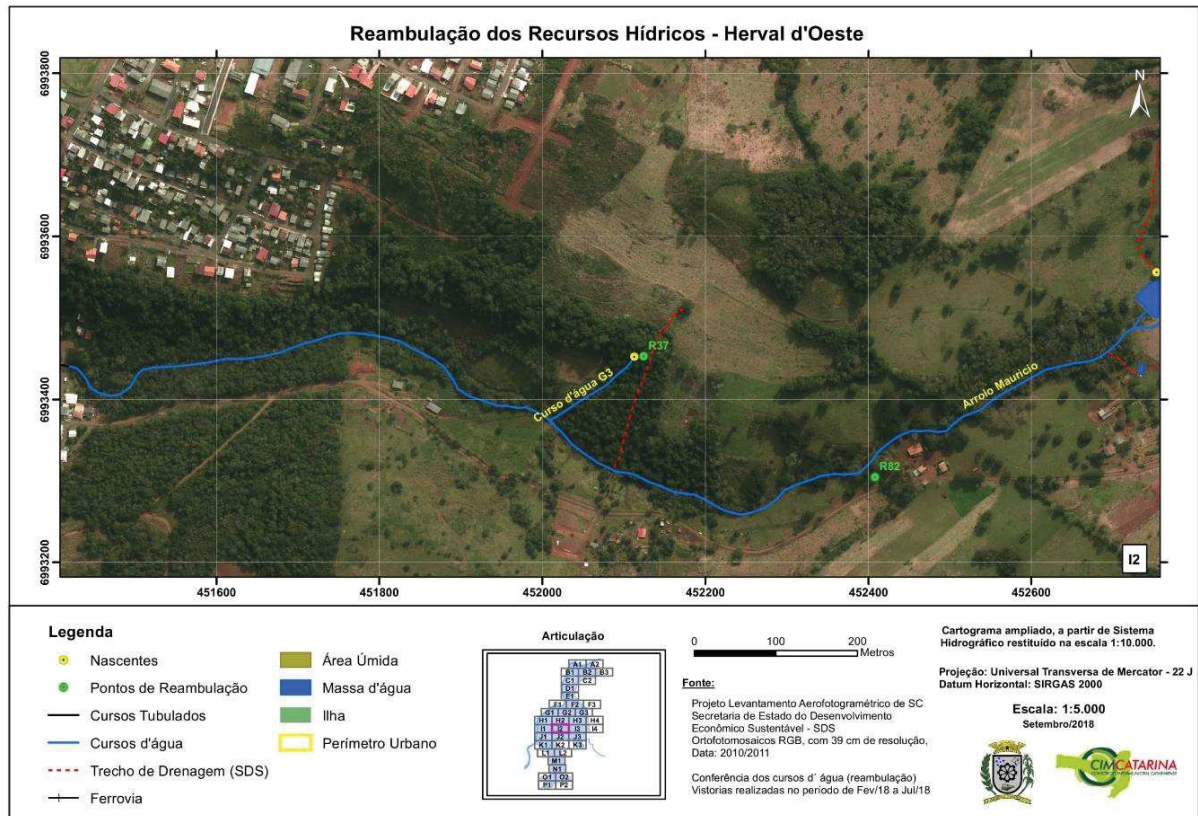 Reambulação dos Recursos Hídricos - Herval d'Oeste
6993800
6993600
6993400
6993200
N
R37
Curso d'água G3
Arroio Mauricio
R82
I2
451600
451800
452000
452200
452400
452600
Legenda
Nascentes
Pontos de Reambulação
Cursos Tubulados
Cursos d'água
Trecho de Drenagem (SDS)
Ferrovia
Área Úmida
Massa d'água
Ilha
Perímetro Urbano
Articulação
A1 A2
B1 B2 B3
C1 C2
D1
E1
F1 F2 F3
G1 G2 G3
H1 H2 H3 H4
I1 I2 I3 I4
J1 J2 J3
K1 K2 K3
L1 L2
M1
N1
O1 O2
P1 P2
0 100 200
Metros
Fonte:
Projeto Levantamento Aerofotogramétrico de SC
Secretaria de Estado do Desenvolvimento
Econômico Sustentável - SDS
Ortofotomosaicos RGB, com 39 cm de resolução,
Data: 2010/2011
Conferência dos cursos d´ água (reambulação)
Vistorias realizadas no período de Fev/18 a Jul/18
Cartograma ampliado, a partir de Sistema
Hidrográfico restituido na escala 1:10.000.
Projeção: Universal Transversa de Mercator - 22 J
Datum Horizontal: SIRGAS 2000
Escala: 1:5.000
Setembro/2018
CIMCATARINA